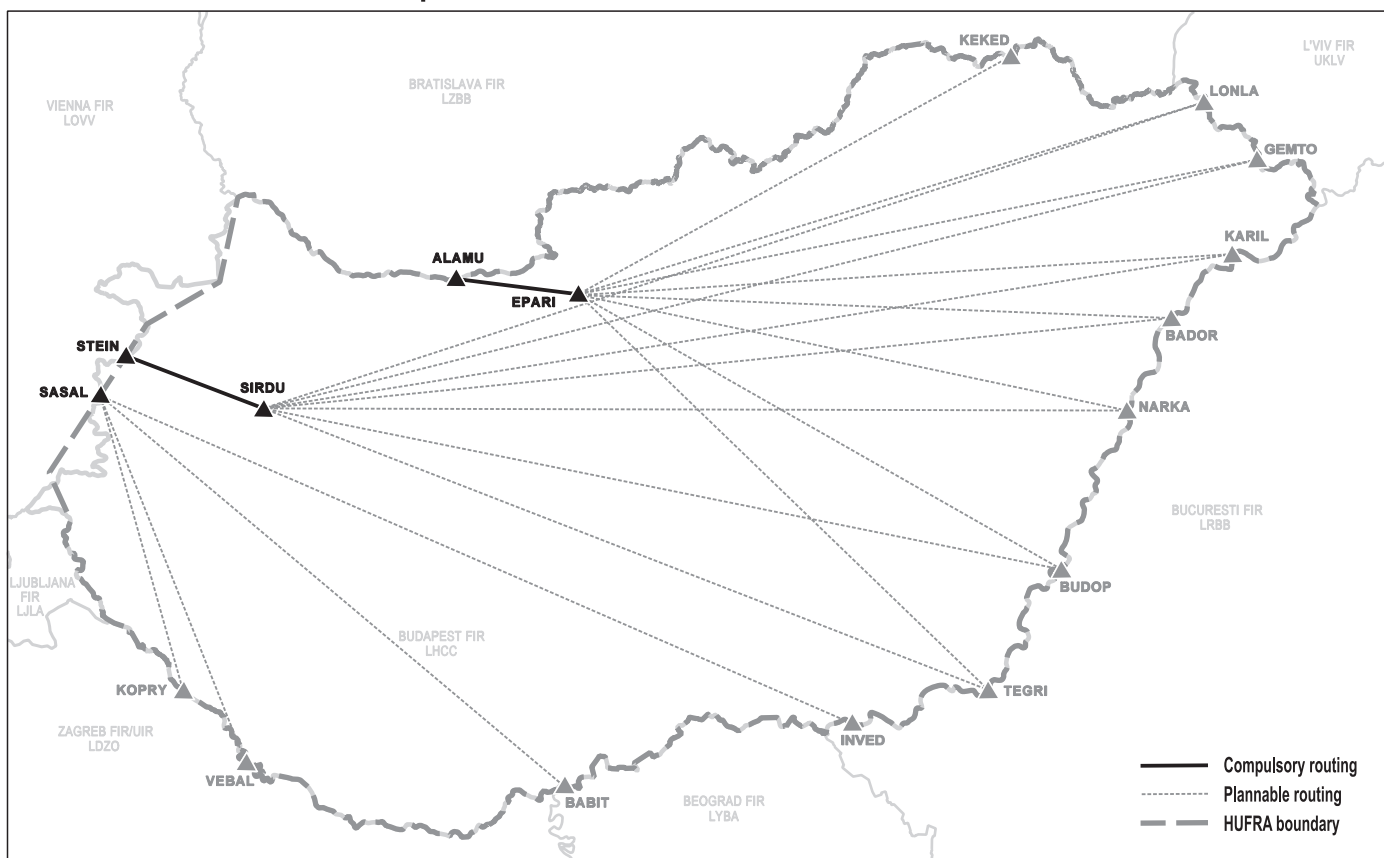 KEKED
L'VIV FIR
UKLV
BRATISLAVA FIR
LZBB
LONLA
VIENNA FIR
LOVV
GEMTO
KARIL
ALAMU
EPARI
BADOR
STEIN
SIRDU
SASAL
NARKA
BUCURESTI FIR
LRBB
BUDOP
LJUBLJANA
FIR
LJLA
BUDAPEST FIR
LHCC
KOPRY
TEGRI
ZAGREB FIR/UIR
LDZO
INVED
VEBAL
BABIT
BEOGRAD FIR
LYBA
Compulsory routing
Plannable routing
HUFRA boundary